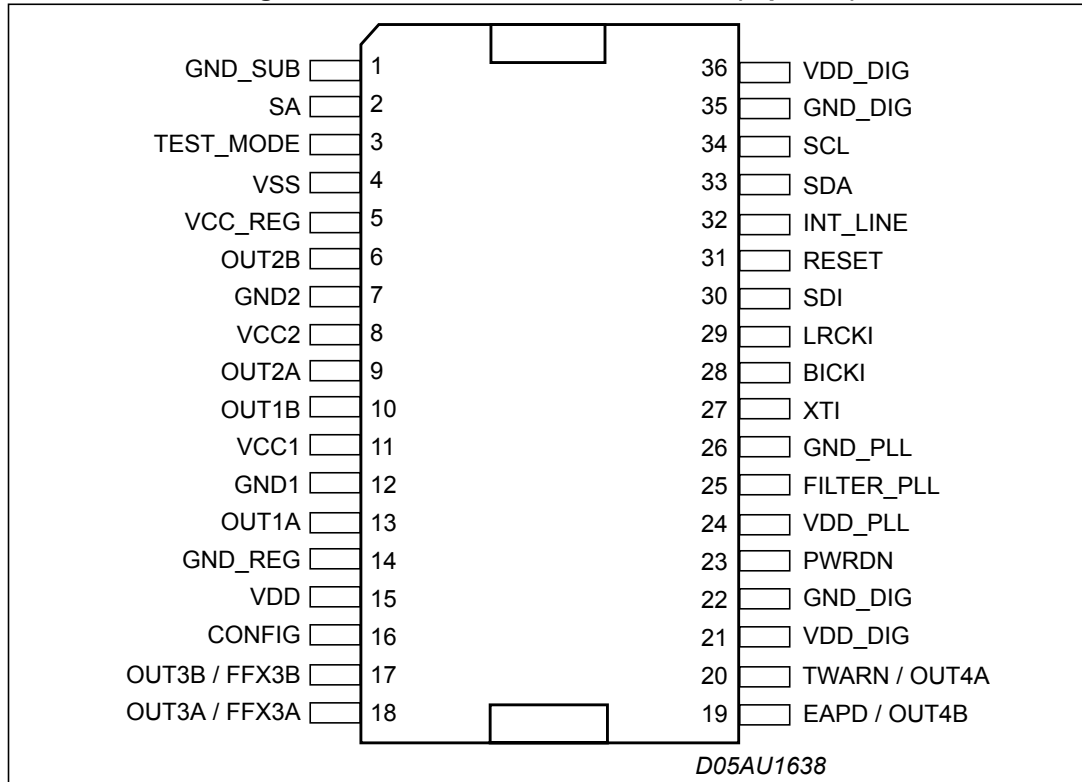 GND_SUB 1 36 VDD_DIG
SA 2 35 GND_DIG
TEST_MODE 3 34 SCL
VSS 4 33 SDA
VCC_REG 5 32 INT_LINE
OUT2B 6 31 RESET
GND2 7 30 SDI
VCC2 8 29 LRCKI
OUT2A 9 28 BICKI
OUT1B 10 27 XTI
VCC1 11 26 GND_PLL
GND1 12 25 FILTER_PLL
OUT1A 13 24 VDD_PLL
GND_REG 14 23 PWRDN
VDD 15 22 GND_DIG
CONFIG 16 21 VDD_DIG
OUT3B / FFX3B 17 20 TWARN / OUT4A
OUT3A / FFX3A 18 19 EAPD / OUT4B
D05AU1638